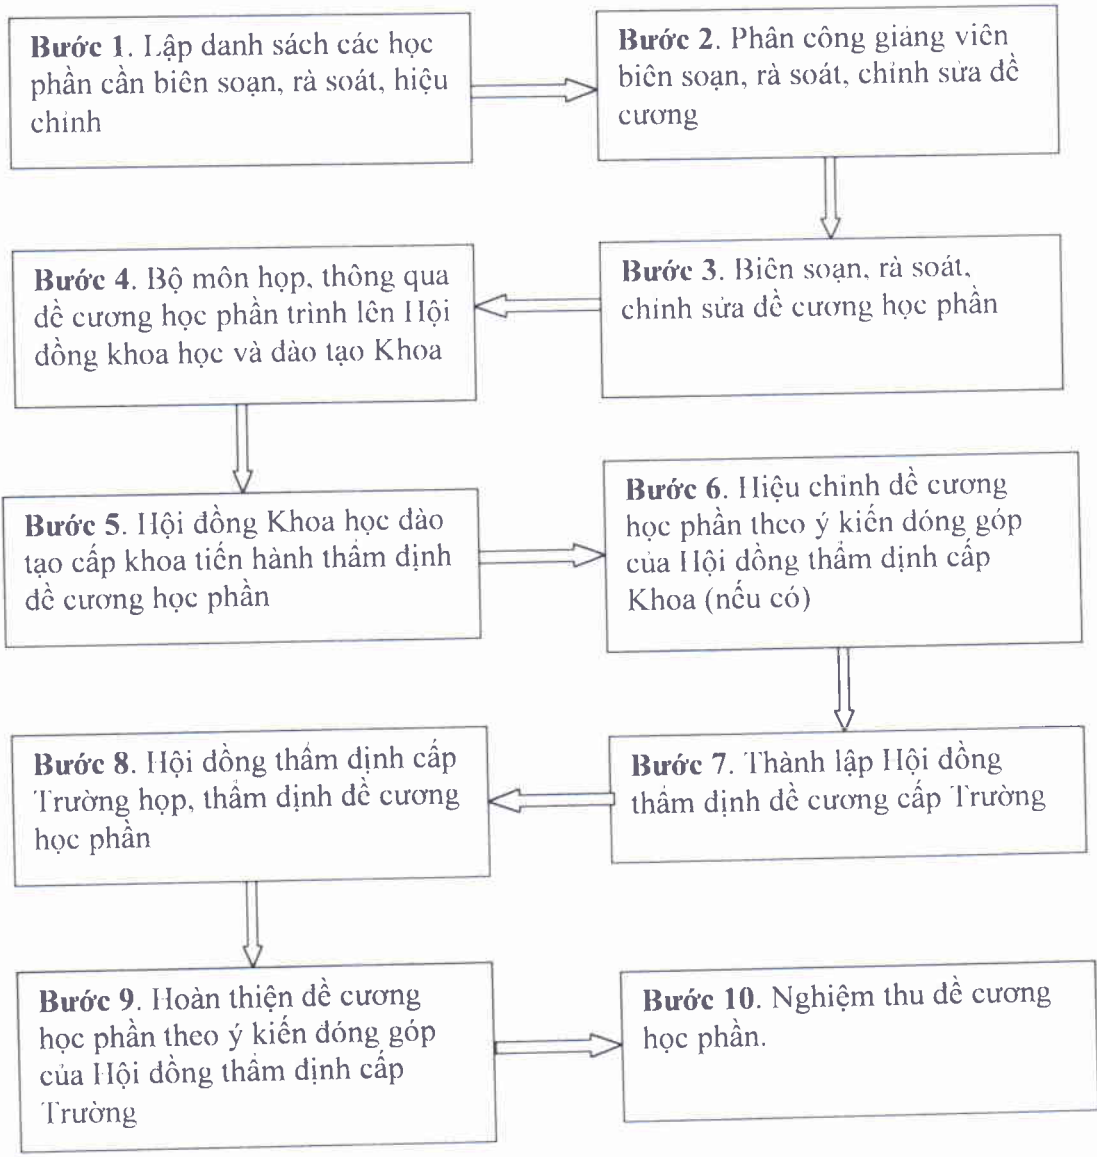 Bước 1. Lập danh sách các học
phần cần biên soạn, rà soát, hiệu
chỉnh
Bước 2. Phân công giảng viên
biên soạn, rà soát, chỉnh sửa đề
cương
Bước 3. Biên soạn, rà soát,
chỉnh sửa đề cương học phần
Bước 4. Bộ môn họp, thông qua
đề cương học phần trình lên Hội
đồng khoa học và đào tạo Khoa
Bước 5. Hội đồng Khoa học đào
tạo cấp khoa tiến hành thẩm định
đề cương học phần
Bước 6. Hiệu chỉnh đề cương
học phần theo ý kiến đóng góp
của Hội đồng thẩm định cấp
Khoa (nếu có)
Bước 7. Thành lập Hội đồng
thẩm định đề cương cấp Trường
Bước 8. Hội đồng thẩm định cấp
Trường họp, thẩm định đề cương
học phần
Bước 9. Hoàn thiện đề cương
học phần theo ý kiến đóng góp
của Hội đồng thẩm định cấp
Trường
Bước 10. Nghiệm thu đề cương
học phần.